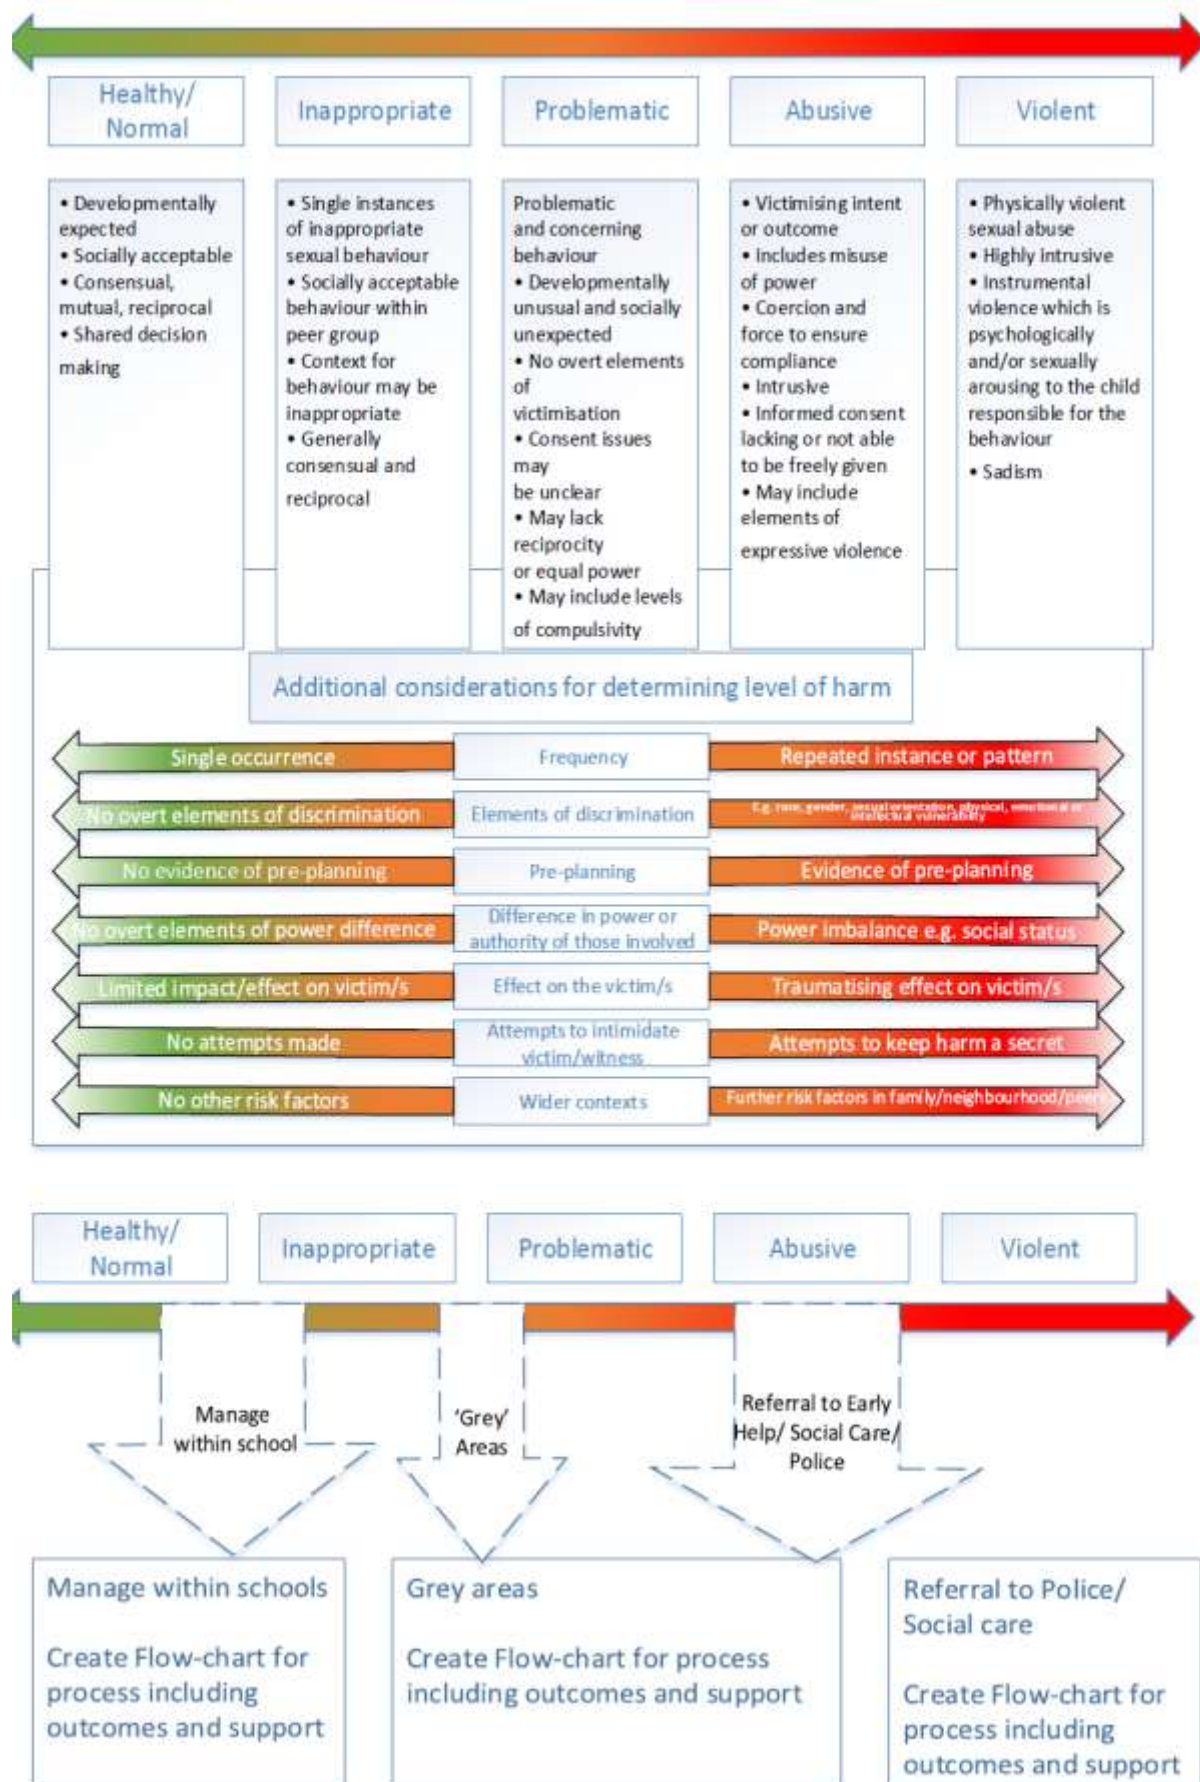 Healthy/
Normal
Inappropriate
Problematic
Abusive
Violent
• Developmentally
expected
• Socially acceptable
• Consensual,
mutual, reciprocal
• Shared decision
making
• Single instances
of inappropriate
sexual behaviour
• Socially acceptable
behaviour within
peer group
• Context for
behaviour may be
inappropriate
• Generally
consensual and
reciprocal
Problematic
and concerning
behaviour
• Developmentally
unusual and socially
unexpected
• No overt elements
of
victimisation
• Consent issues
may
be unclear
• May lack
reciprocity
or equal power
• May include levels
of compulsivity
• Victimising intent
or outcome
• Includes misuse
of power
• Coercion and
force to ensure
compliance
• Intrusive
• Informed consent
lacking or not able
to be freely given
• May include
elements of
expressive violence
• Physically violent
sexual abuse
• Highly intrusive
• Instrumental
violence which is
psychologically
and/or sexually
arousing to the child
responsible for the
behaviour
• Sadism
Additional considerations for determining level of harm
Single occurrence
Frequency
Repeated instance or pattern
No overt elements of discrimination
Elements of discrimination
E.g. race, gender, sexual orientation, physical, emotional or
intellectual vulnerability
No evidence of pre-planning
Pre-planning
Evidence of pre-planning
No overt elements of power difference
Difference in power or
authority of those involved
Power imbalance e.g. social status
Limited impact/effect on victim/s
Effect on the victim/s
Traumatising effect on victim/s
No attempts made
Attempts to intimidate
victim/witness
Attempts to keep harm a secret
No other risk factors
Wider contexts
Further risk factors in family/neighbourhood/peers
Healthy/
Normal
Inappropriate
Problematic
Abusive
Violent
Manage
within school
'Grey'
Areas
Referral to Early
Help/ Social Care/
Police
Manage within schools
Create Flow-chart for
process including
outcomes and support
Grey areas
Create Flow-chart for process
including outcomes and support
Referral to Police/
Social care
Create Flow-chart for
process including
outcomes and support